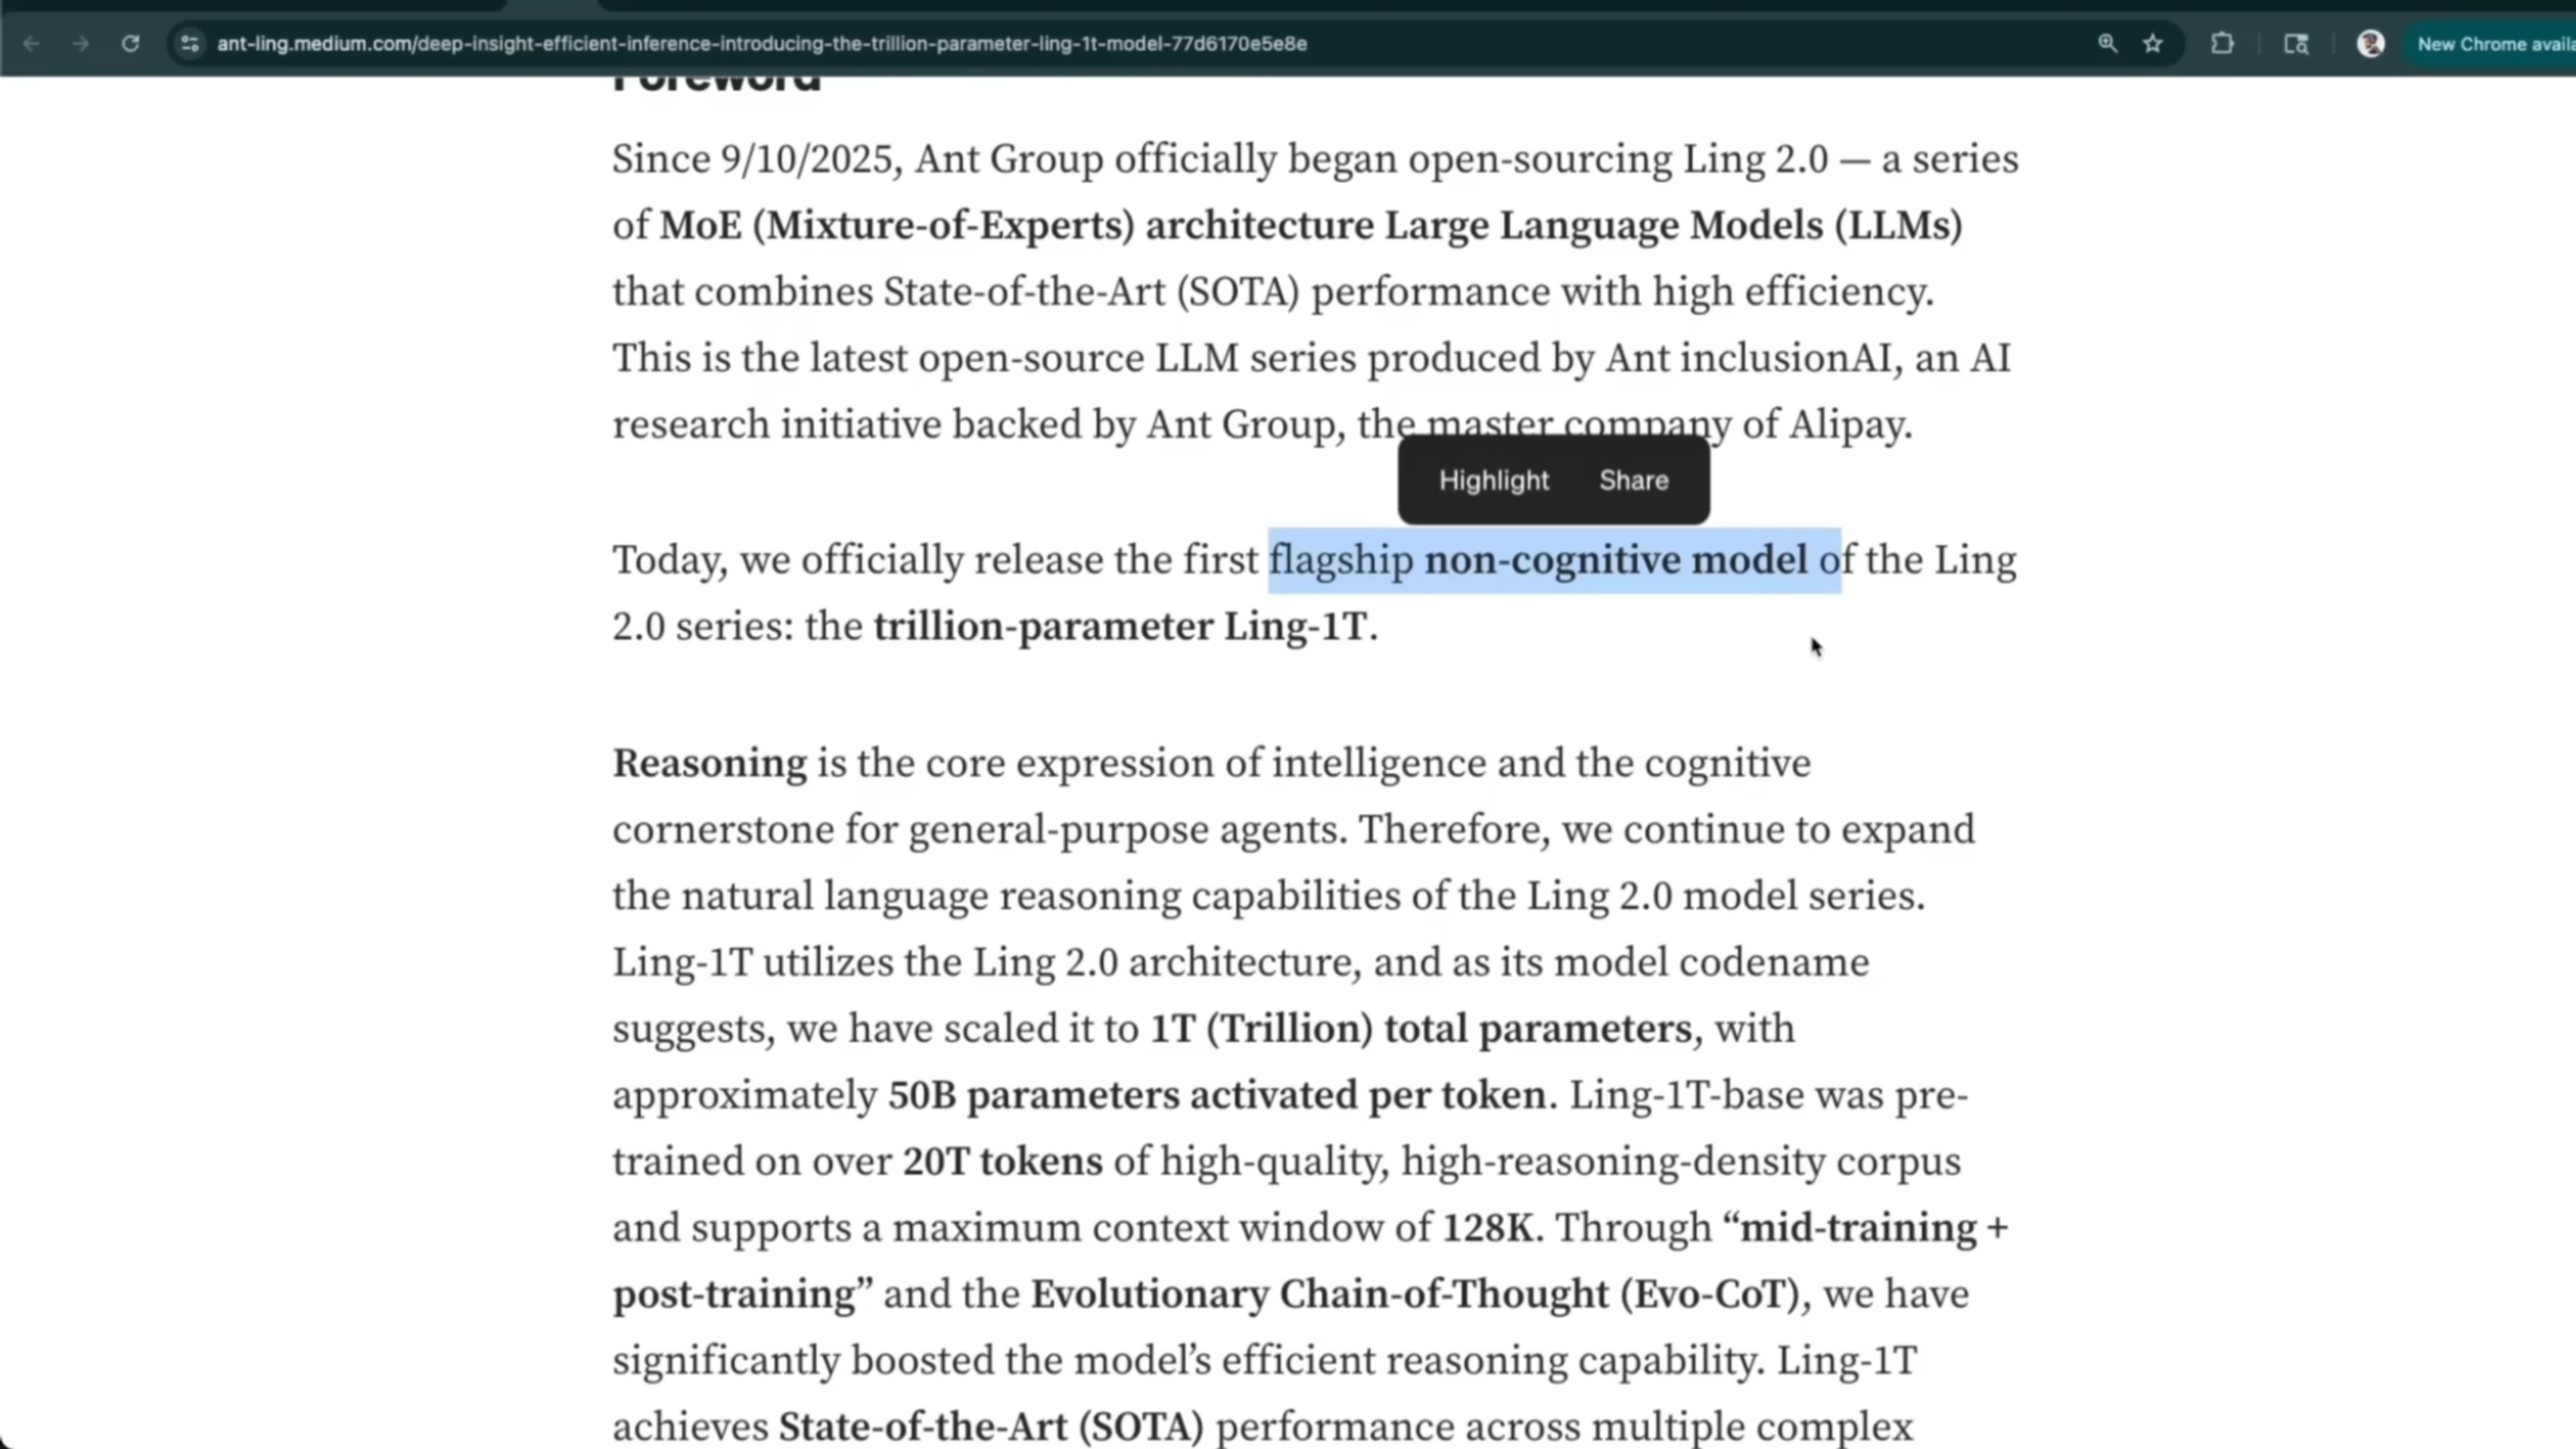 ant-ling.medium.com/deep-insight-efficient-inference-introducing-the-trillion-parameter-ling-1t-model-77d6170e5e8e
New Chrome availa
Foreword
Since 9/10/2025, Ant Group officially began open-sourcing Ling 2.0 — a series
of MoE (Mixture-of-Experts) architecture Large Language Models (LLMs)
that combines State-of-the-Art (SOTA) performance with high efficiency.
This is the latest open-source LLM series produced by Ant inclusionAI, an AI
research initiative backed by Ant Group, the master company of Alipay.
Highlight Share
Today, we officially release the first flagship non-cognitive model of the Ling
2.0 series: the trillion-parameter Ling-1T.
Reasoning is the core expression of intelligence and the cognitive
cornerstone for general-purpose agents. Therefore, we continue to expand
the natural language reasoning capabilities of the Ling 2.0 model series.
Ling-1T utilizes the Ling 2.0 architecture, and as its model codename
suggests, we have scaled it to 1T (Trillion) total parameters, with
approximately 50B parameters activated per token. Ling-1T-base was pre-
trained on over 20T tokens of high-quality, high-reasoning-density corpus
and supports a maximum context window of 128K. Through “mid-training +
post-training” and the Evolutionary Chain-of-Thought (Evo-CoT), we have
significantly boosted the model’s efficient reasoning capability. Ling-1T
achieves State-of-the-Art (SOTA) performance across multiple complex